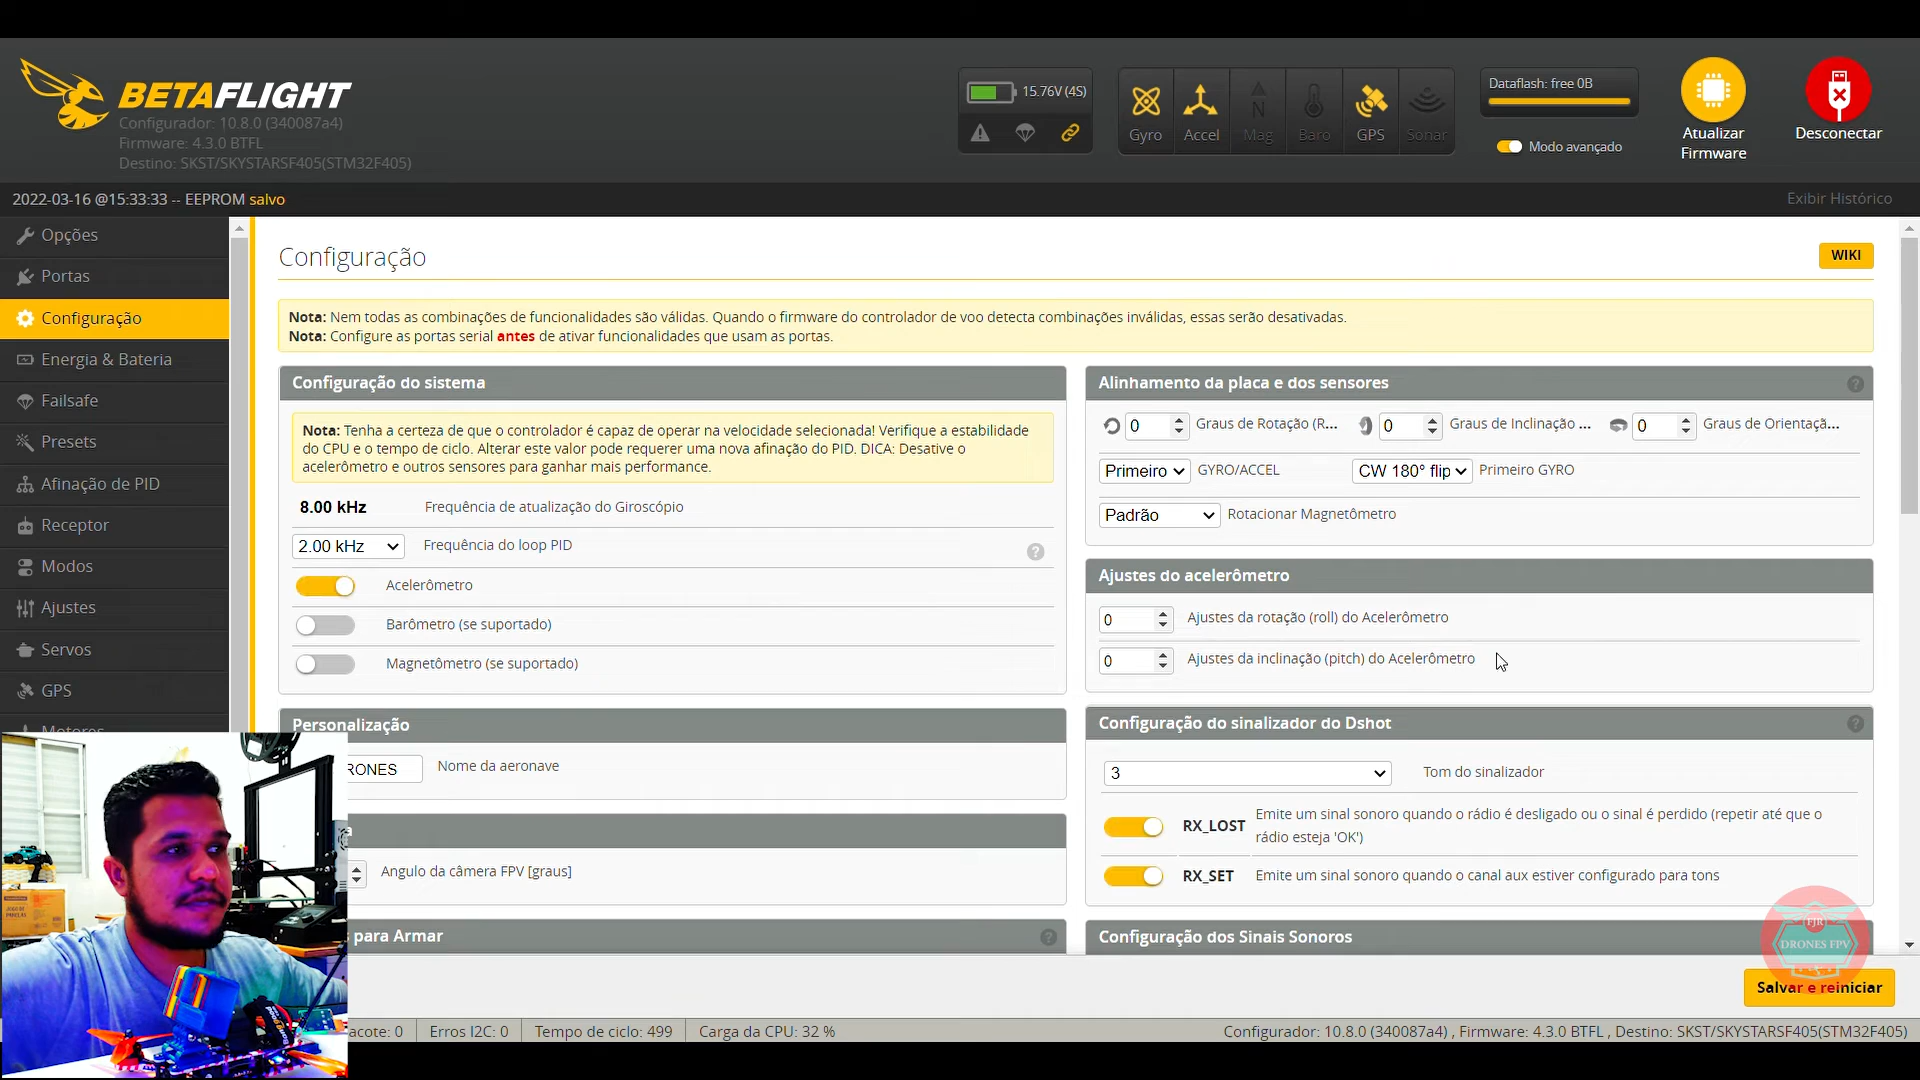 BETAFLIGHT
Configurador: 10.8.0 (340087a4)
Firmware: 4.3.0 BTFL
Destino: SKST/SKYSTARSF405(STM32F405)
15.76V (4S)
Gyro
Accel
Mag
Baro
GPS
Sonar
Dataflash: free 0B
Modo avançado
Atualizar
Firmware
Desconectar
2022-03-16 @15:33:33 -- EEPROM salvo
Exibir Histórico
Opções
Portas
Configuração
Energia & Bateria
Failsafe
Presets
Afinação de PID
Receptor
Modos
Ajustes
Servos
GPS
Motores
Configuração
WIKI
Nota: Nem todas as combinações de funcionalidades são válidas. Quando o firmware do controlador de voo detecta combinações inválidas, essas serão desativadas.
Nota: Configure as portas serial antes de ativar funcionalidades que usam as portas.
Configuração do sistema
Nota: Tenha a certeza de que o controlador é capaz de operar na velocidade selecionada! Verifique a estabilidade
do CPU e o tempo de ciclo. Alterar este valor pode requerer uma nova afinação do PID. DICA: Desative o
acelerômetro e outros sensores para ganhar mais performance.
8.00 kHz Frequência de atualização do Giroscópio
2.00 kHz Frequência do loop PID
Acelerômetro
Barômetro (se suportado)
Magnetômetro (se suportado)
Personalização
RONES Nome da aeronave
a
Angulo da câmera FPV [graus]
para Armar
Alinhamento da placa e dos sensores
0 Graus de Rotação (R... 0 Graus de Inclinação ... 0 Graus de Orientaçã...
Primeiro GYRO/ACCEL CW 180° flip Primeiro GYRO
Padrão Rotacionar Magnetômetro
Ajustes do acelerômetro
0 Ajustes da rotação (roll) do Acelerômetro
0 Ajustes da inclinação (pitch) do Acelerômetro
Configuração do sinalizador do Dshot
3 Tom do sinalizador
RX_LOST Emite um sinal sonoro quando o rádio é desligado ou o sinal é perdido (repetir até que o
rádio esteja 'OK')
RX_SET Emite um sinal sonoro quando o canal aux estiver configurado para tons
Configuração dos Sinais Sonoros
FJR
DRONES FPV
Salvar e reiniciar
acote: 0
Erros I2C: 0
Tempo de ciclo: 499
Carga da CPU: 32 %
Configurador: 10.8.0 (340087a4) , Firmware: 4.3.0 BTFL , Destino: SKST/SKYSTARSF405(STM32F405)